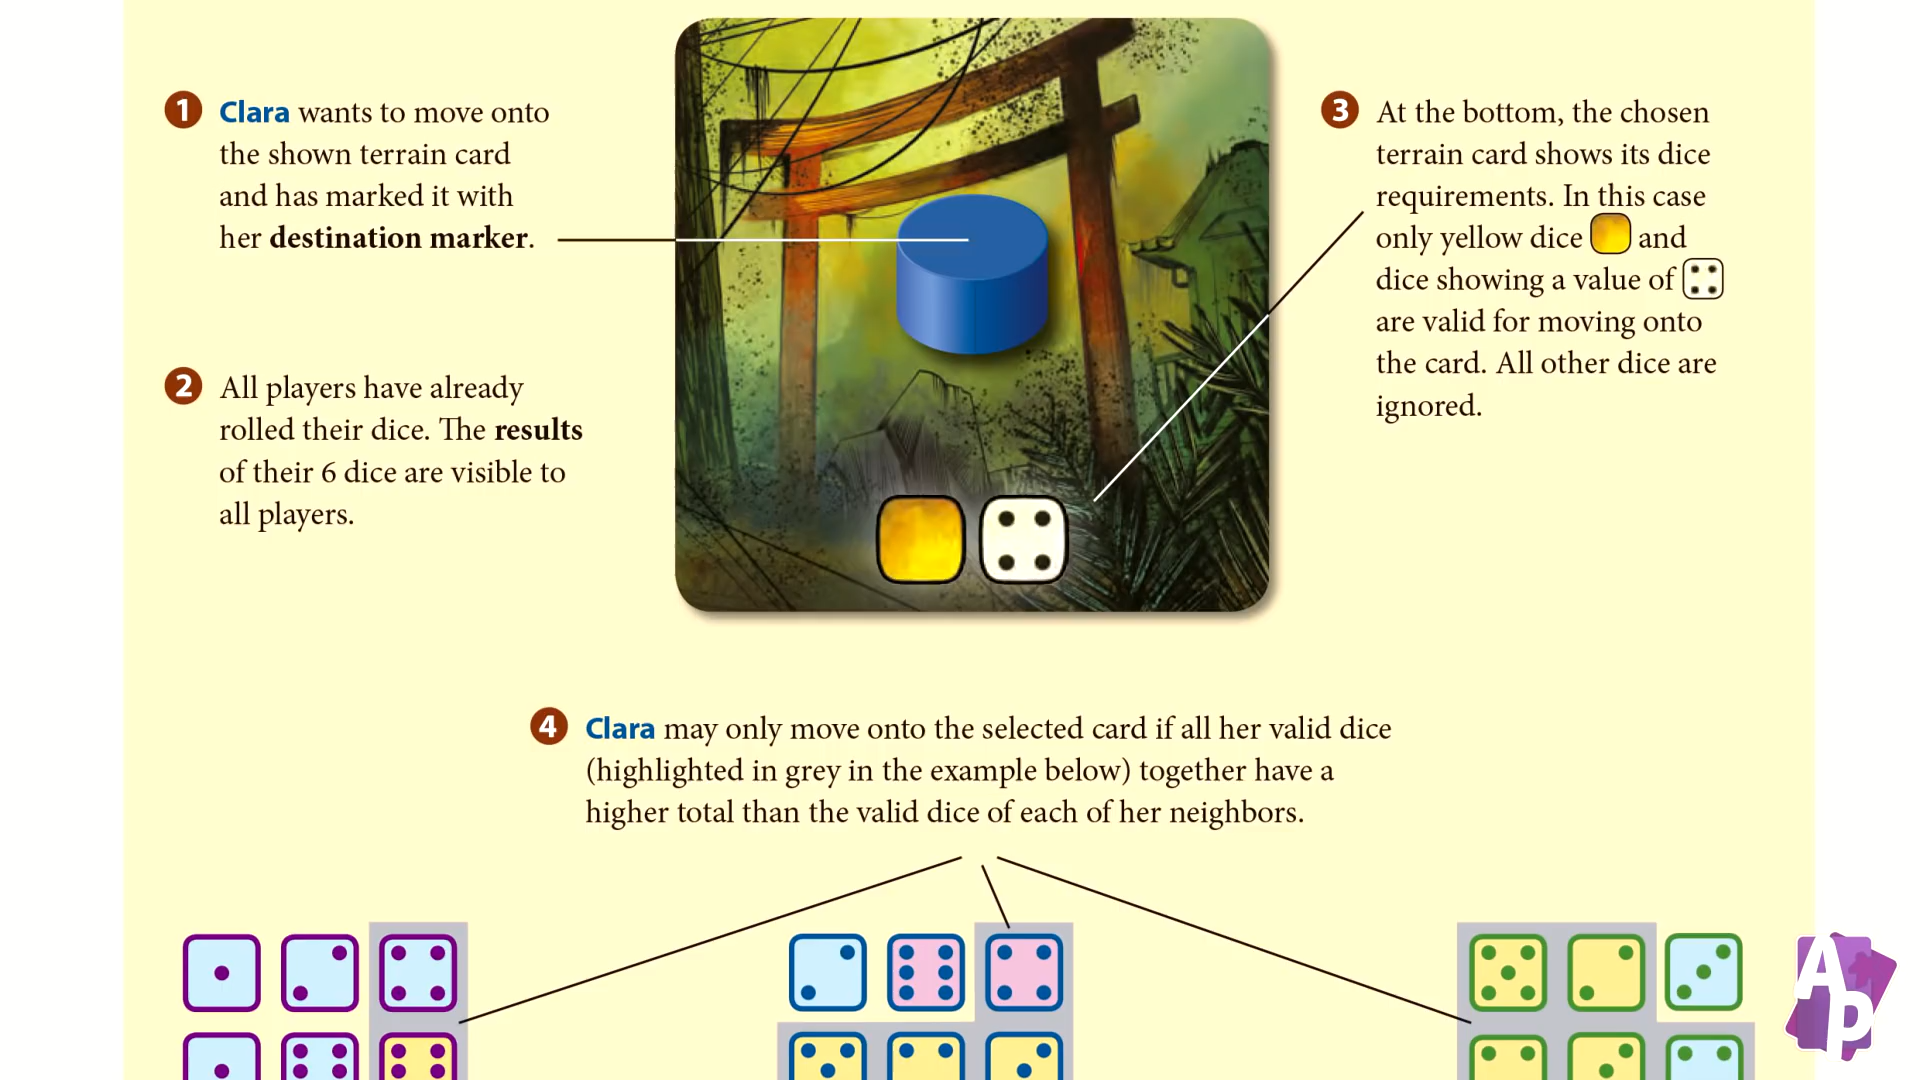 1 Clara wants to move onto
the shown terrain card
and has marked it with
her destination marker.
2 All players have already
rolled their dice. The results
of their 6 dice are visible to
all players.
3 At the bottom, the chosen
terrain card shows its dice
requirements. In this case
only yellow dice and
dice showing a value of
are valid for moving onto
the card. All other dice are
ignored.
4 Clara may only move onto the selected card if all her valid dice
(highlighted in grey in the example below) together have a
higher total than the valid dice of each of her neighbors.
AP